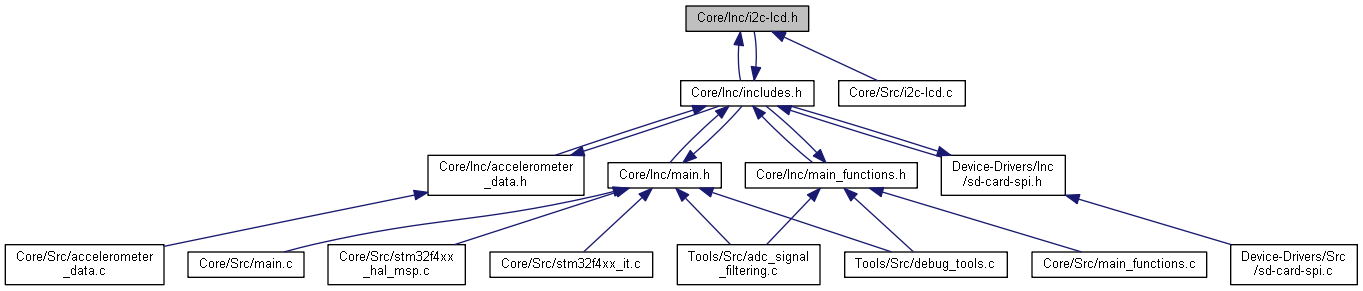 Core/Inc/i2c-lcd.h
Core/Inc/includes.h
Core/Src/i2c-lcd.c
Core/Inc/accelerometer
_data.h
Core/Inc/main.h
Core/Inc/main_functions.h
Device-Drivers/Inc
/sd-card-spi.h
Core/Src/accelerometer
_data.c
Core/Src/main.c
Core/Src/stm32f4xx
_hal_msp.c
Core/Src/stm32f4xx_it.c
Tools/Src/adc_signal
_filtering.c
Tools/Src/debug_tools.c
Core/Src/main_functions.c
Device-Drivers/Src
/sd-card-spi.c